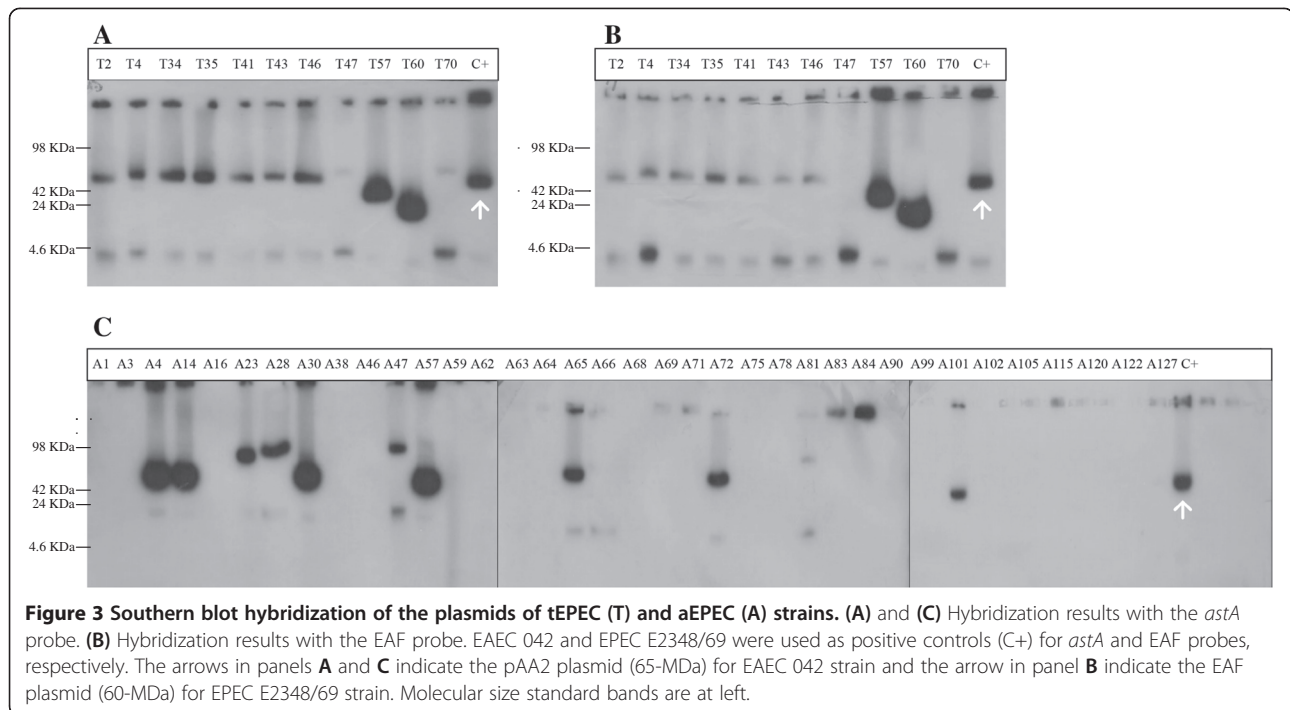 A
T2 T4 T34 T35 T41 T43 T46 T47 T57 T60 T70 C+
98 KDa
42 KDa
24 KDa
4.6 KDa
B
T2 T4 T34 T35 T41 T43 T46 T47 T57 T60 T70 C+
98 KDa
42 KDa
24 KDa
4.6 KDa
C
A1 A3 A4 A14 A16 A23 A28 A30 A38 A46 A47 A57 A59 A62 A63 A64 A65 A66 A68 A69 A71 A72 A75 A78 A81 A83 A84 A90 A99 A101 A102 A105 A115 A120 A122 A127 C+
98 KDa
42 KDa
24 KDa
4.6 KDa
Figure 3 Southern blot hybridization of the plasmids of tEPEC (T) and aEPEC (A) strains. (A) and (C) Hybridization results with the astA
probe. (B) Hybridization results with the EAF probe. EAEC 042 and EPEC E2348/69 were used as positive controls (C+) for astA and EAF probes,
respectively. The arrows in panels A and C indicate the pAA2 plasmid (65-MDa) for EAEC 042 strain and the arrow in panel B indicate the EAF
plasmid (60-MDa) for EPEC E2348/69 strain. Molecular size standard bands are at left.